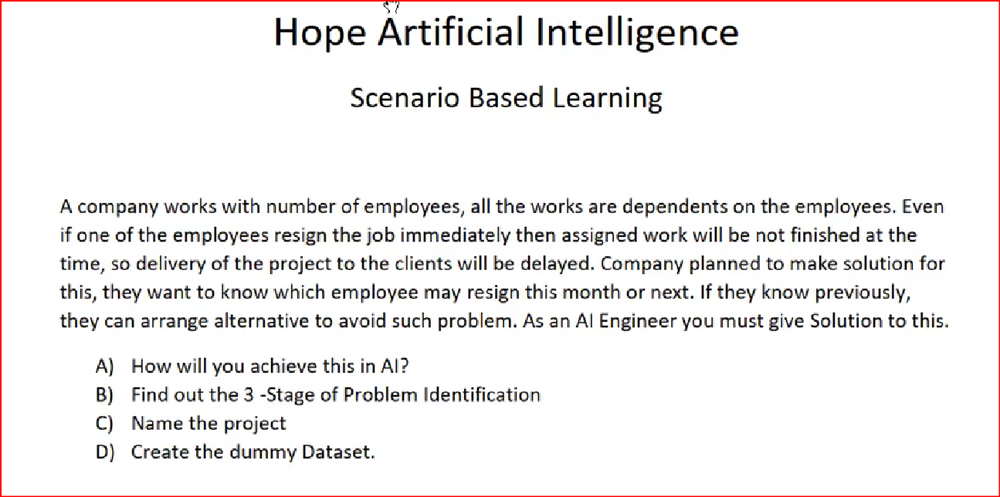 Hope Artificial Intelligence
Scenario Based Learning
A company works with number of employees, all the works are dependents on the employees. Even
if one of the employees resign the job immediately then assigned work will be not finished at the
time, so delivery of the project to the clients will be delayed. Company planned to make solution for
this, they want to know which employee may resign this month or next. If they know previously,
they can arrange alternative to avoid such problem. As an AI Engineer you must give Solution to this.
A) How will you achieve this in AI?
B) Find out the 3 -Stage of Problem Identification
C) Name the project
D) Create the dummy Dataset.